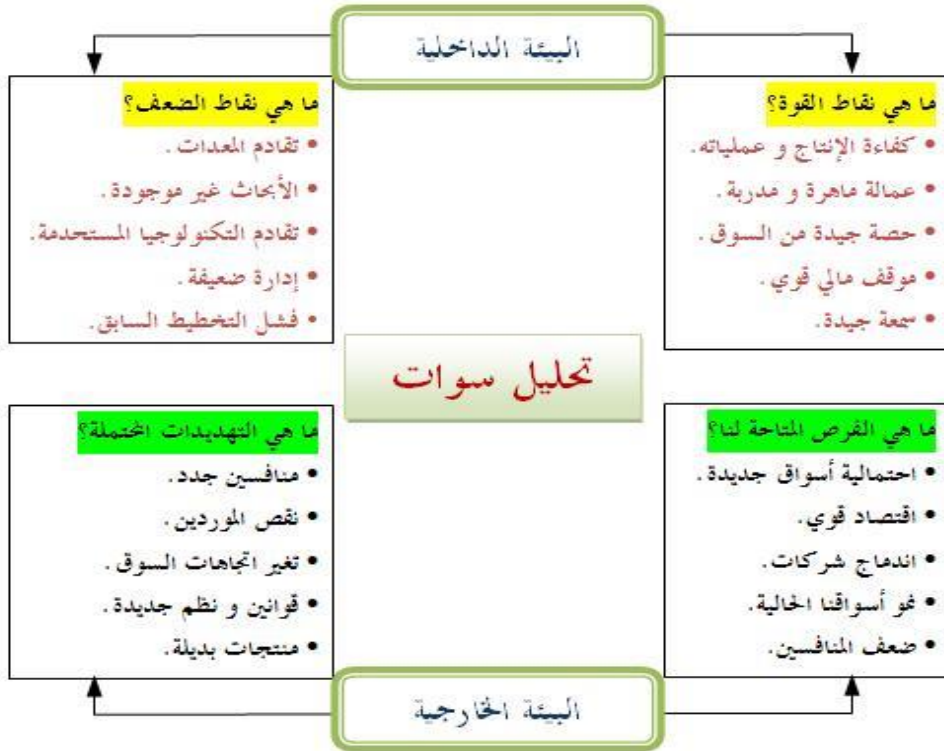 البيئة الداخلية
ما هي نقاط القوة؟
• كفاءة الإنتاج و عملياته.
• عمالة ماهرة و مدربة.
• حصة جيدة من السوق.
• موقف مالي قوي.
• سمعة جيدة.
ما هي نقاط الضعف؟
• تقادم المعدات.
• الأبحاث غير موجودة.
• تقادم التكنولوجيا المستخدمة.
• إدارة ضعيفة.
• فشل التخطيط السابق.
تحليل سوات
ما هي الفرص المتاحة لنا؟
• احتمالية أسواق جديدة.
• اقتصاد قوي.
• اندماج شركات.
• نمو أسواقنا الحالية.
• ضعف المنافسين.
ما هي التهديدات المحتملة؟
• منافسين جدد.
• نقص الموردين.
• تغير اتجاهات السوق.
• قوانين و نظم جديدة.
• منتجات بديلة.
البيئة الخارجية